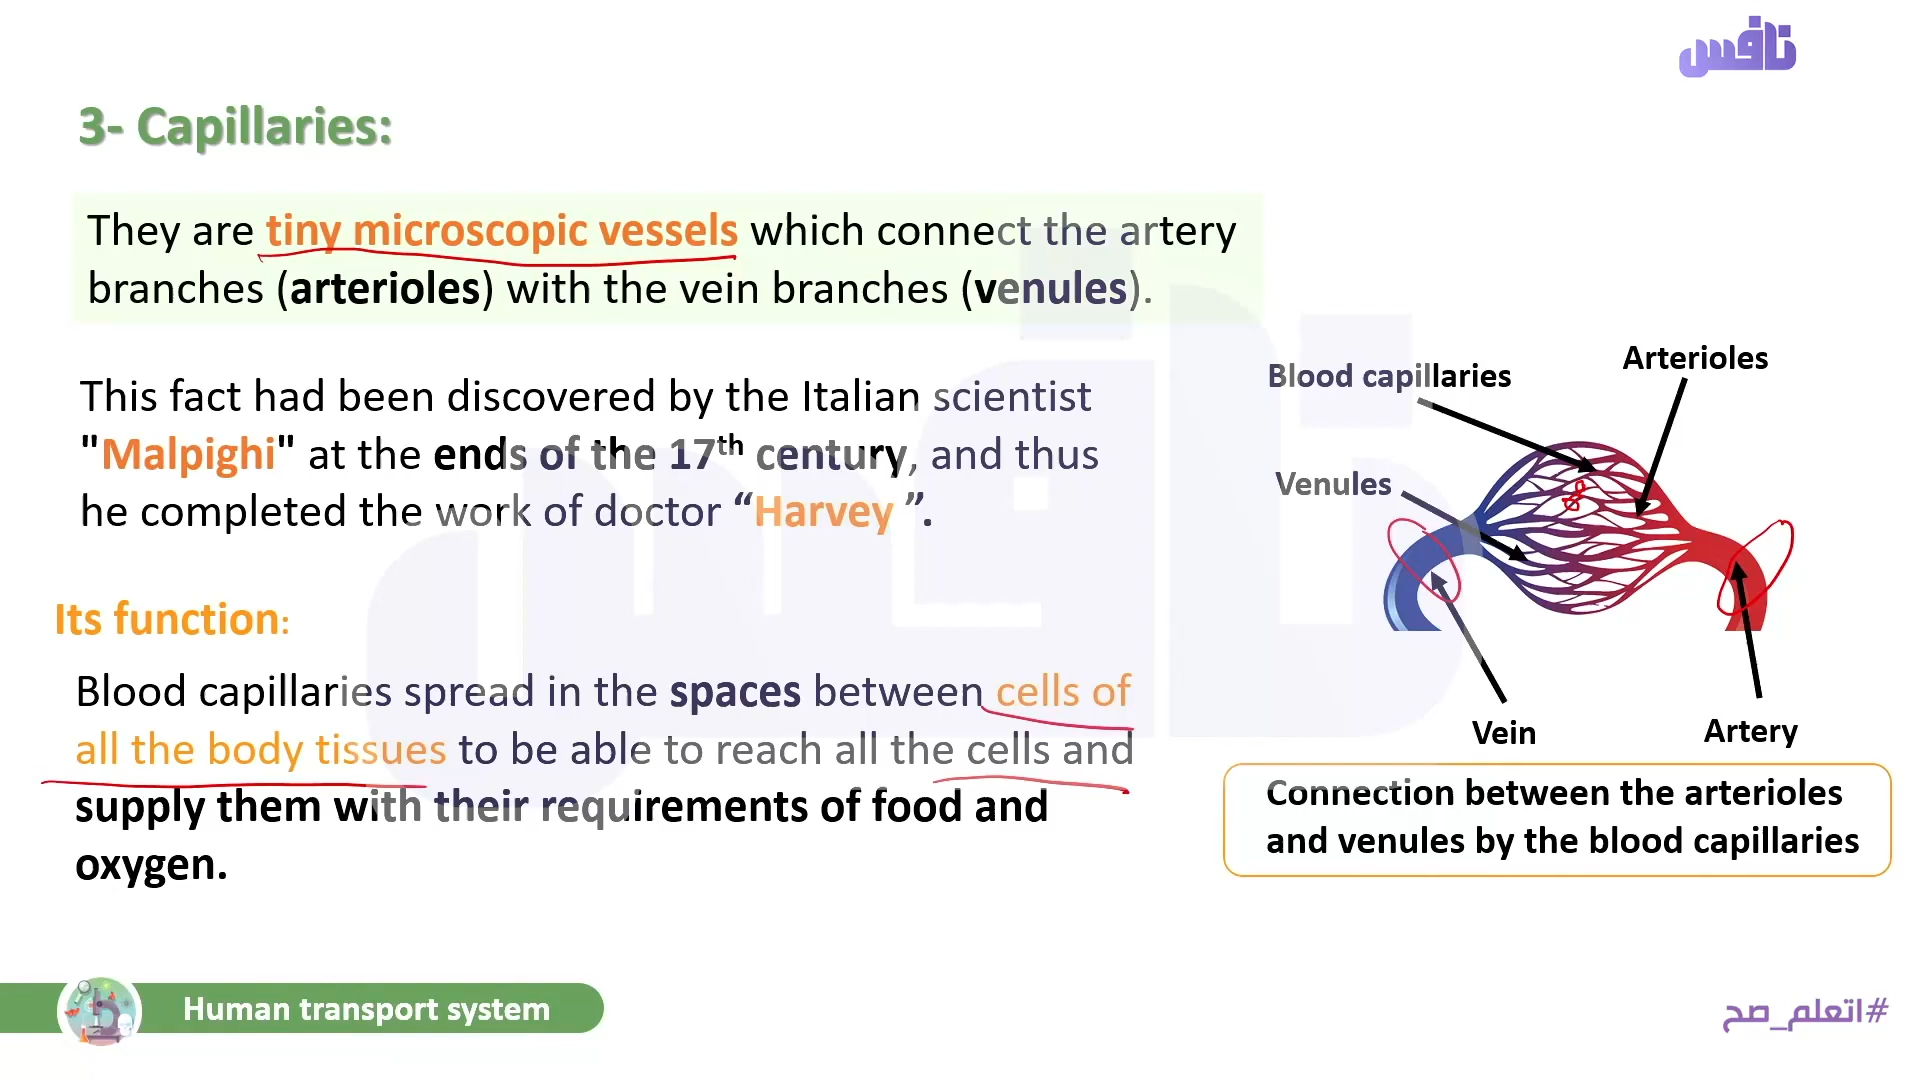 نافس
3- Capillaries:
They are tiny microscopic vessels which connect the artery
branches (arterioles) with the vein branches (venules).
This fact had been discovered by the Italian scientist
"Malpighi" at the ends of the 17th century, and thus
he completed the work of doctor “Harvey ”.
Its function:
Blood capillaries spread in the spaces between cells of
all the body tissues to be able to reach all the cells and
supply them with their requirements of food and
oxygen.
Blood capillaries
Arterioles
Venules
Vein
Artery
Connection between the arterioles
and venules by the blood capillaries
Human transport system
#اتعلم_صح